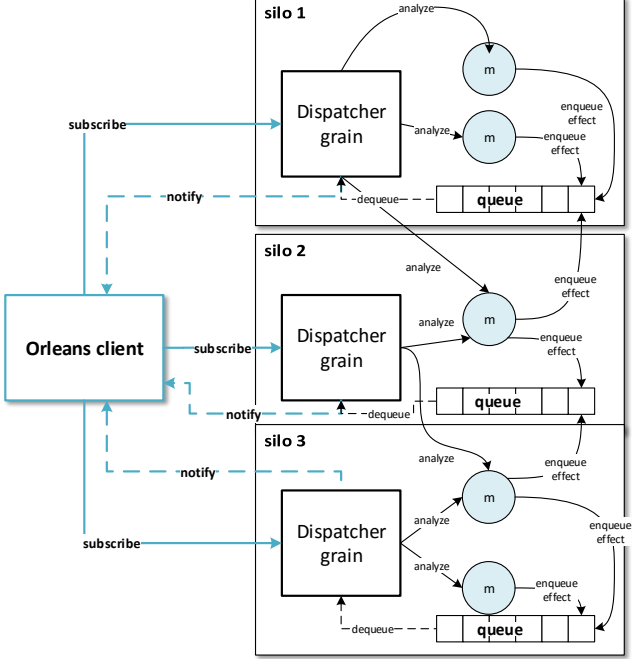 silo 1
analyze
m
Dispatcher
grain
enqueue
effect
subscribe
analyze
m
enqueue
effect
notify
dequeue
queue
silo 2
analyze
enqueue
effect
Orleans client
subscribe
Dispatcher
grain
analyze
m
enqueue
effect
notify
dequeue
queue
silo 3
analyze
enqueue
effect
notify
m
Dispatcher
grain
analyze
enqueue
effect
subscribe
analyze
m
enqueue
effect
dequeue
queue